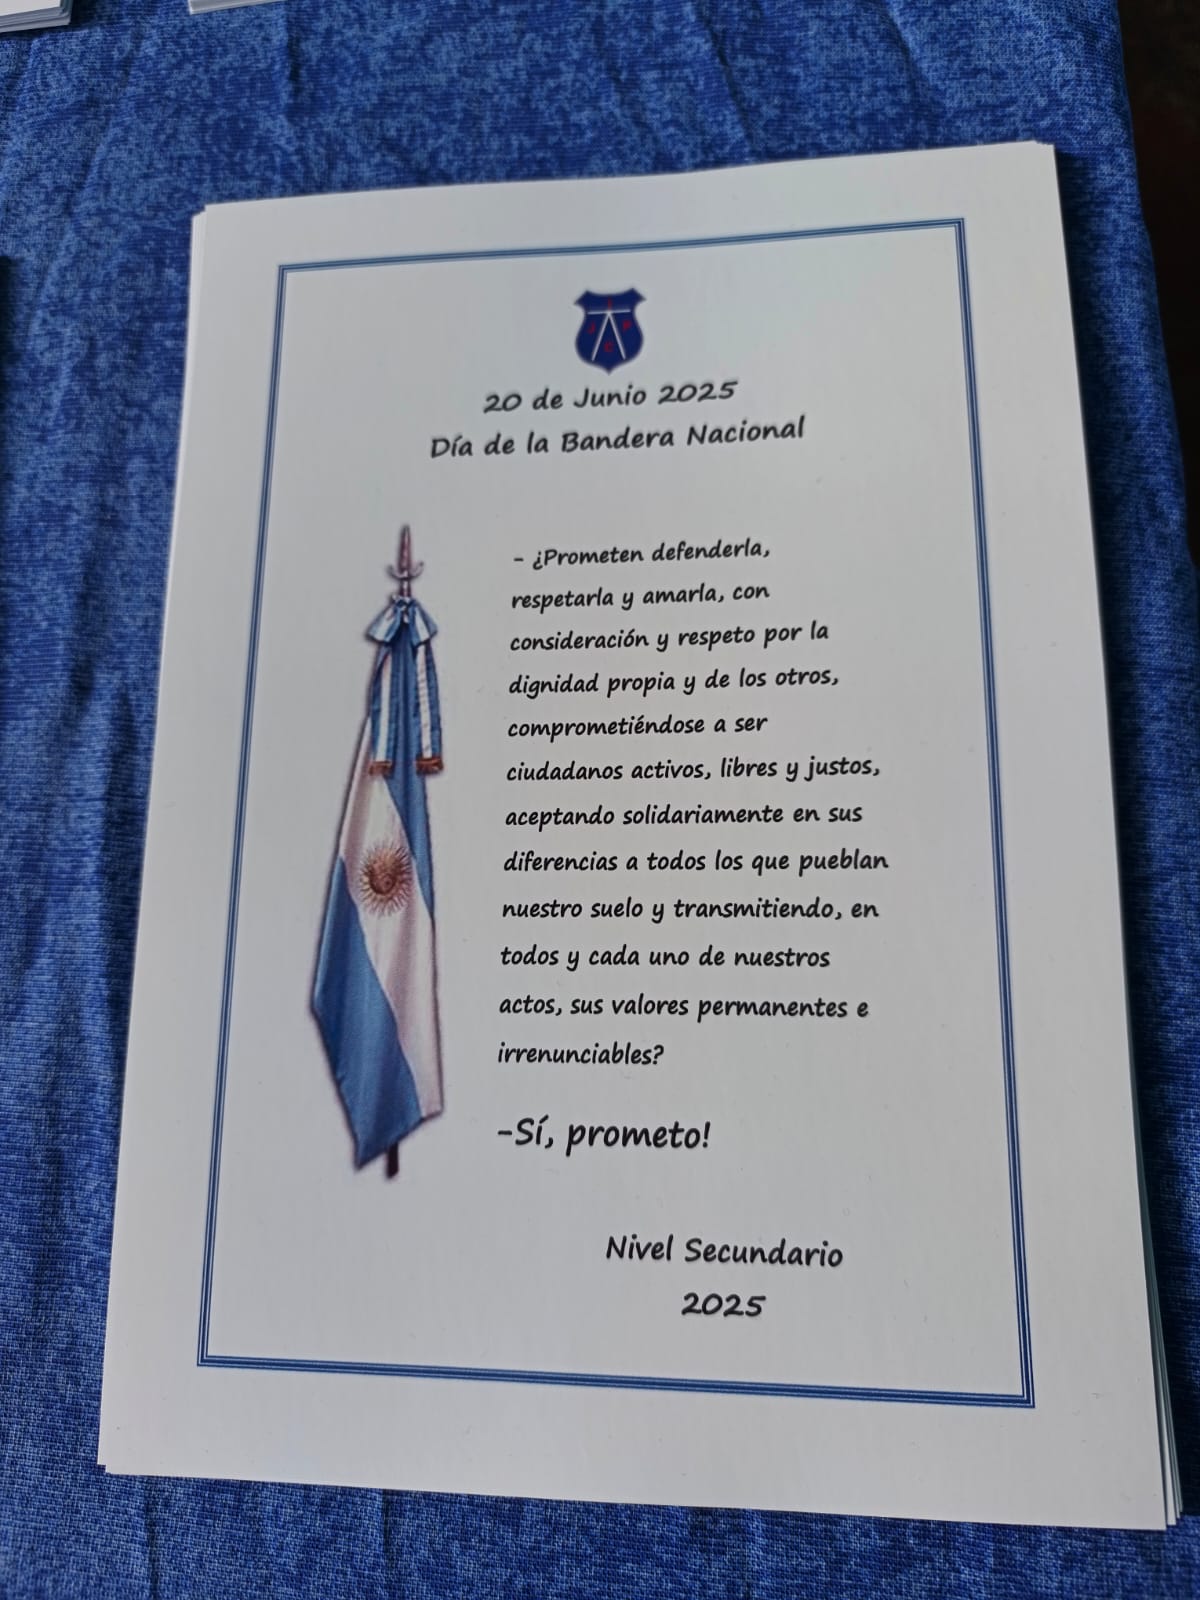 20 de Junio 2025
Día de la Bandera Nacional
- ¿Prometen defenderla,
respetarla y amarla, con
consideración y respeto por la
dignidad propia y de los otros,
comprometiéndose a ser
ciudadanos activos, libres y justos,
aceptando solidariamente en sus
diferencias a todos los que pueblan
nuestro suelo y transmitiendo, en
todos y cada uno de nuestros
actos, sus valores permanentes e
irrenunciables?
-Sí, prometo!
Nivel Secundario
2025